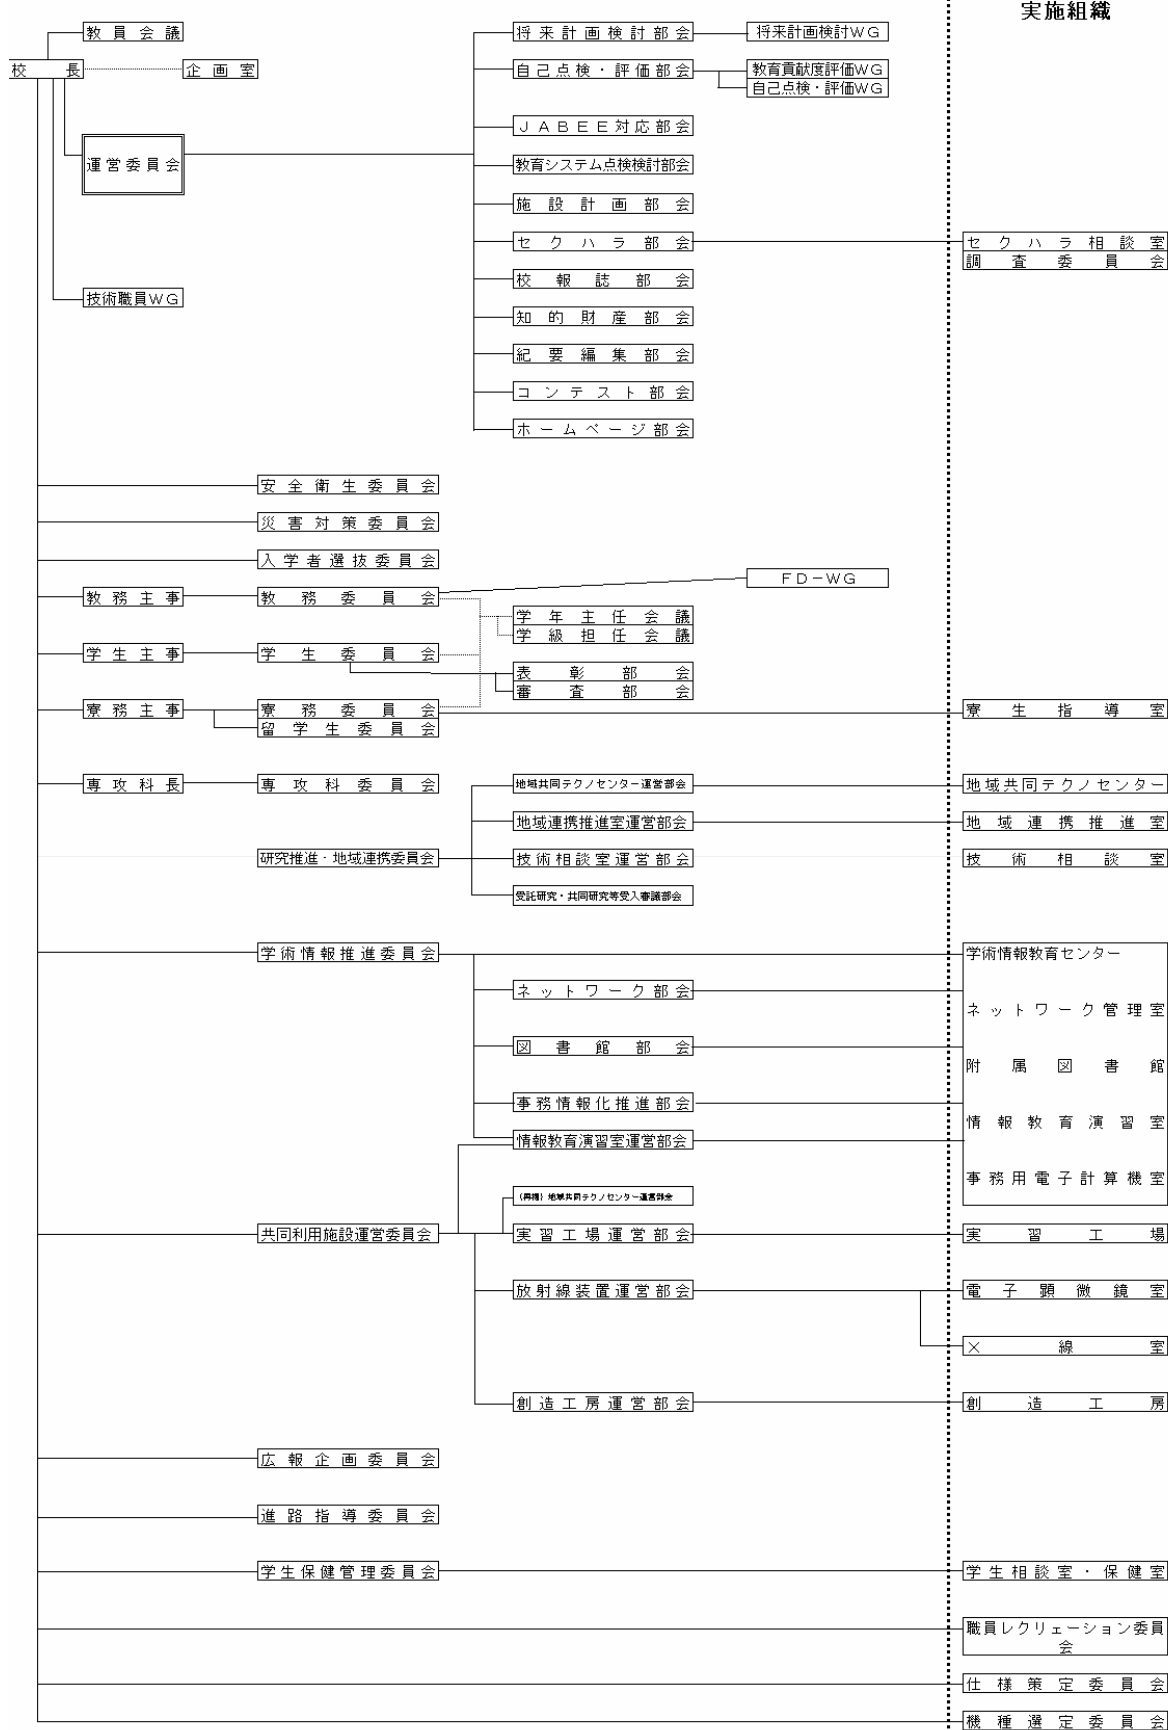 実施組織
教員会議
将来計画検討部会
将来計画検討WG
校長
企画室
自己点検・評価部会
教育貢献度評価WG
自己点検・評価WG
JABEE対応部会
運営委員会
教育システム点検検討部会
施設計画部会
セクハラ部会
セクハラ相談室
調査委員会
校報誌部会
技術職員WG
知的財産部会
紀要編集部会
コンテスト部会
ホームページ部会
安全衛生委員会
災害対策委員会
入学者選抜委員会
FD-WG
教務主事
教務委員会
学年主任会議
学級担任会議
学生主事
学生委員会
表彰部会
審査部会
寮務主事
寮務委員会
寮生指導室
留学生委員会
専攻科長
専攻科委員会
地域共同テクノセンター運営部会
地域共同テクノセンター
地域連携推進室運営部会
地域連携推進室
研究推進・地域連携委員会
技術相談室運営部会
技術相談室
受託研究・共同研究等受入審議部会
学術情報推進委員会
学術情報教育センター
ネットワーク部会
ネットワーク管理室
図書館部会
附属図書館
事務情報化推進部会
情報教育演習室
情報教育演習室運営部会
事務用電子計算機室
(再掲)地域共同テクノセンター運営部会
共同利用施設運営委員会
実習工場運営部会
実習工場
放射線装置運営部会
電子顕微鏡室
X線室
創造工房運営部会
創造工房
広報企画委員会
進路指導委員会
学生保健管理委員会
学生相談室・保健室
職員レクリェーション委員
会
仕様策定委員会
機種選定委員会